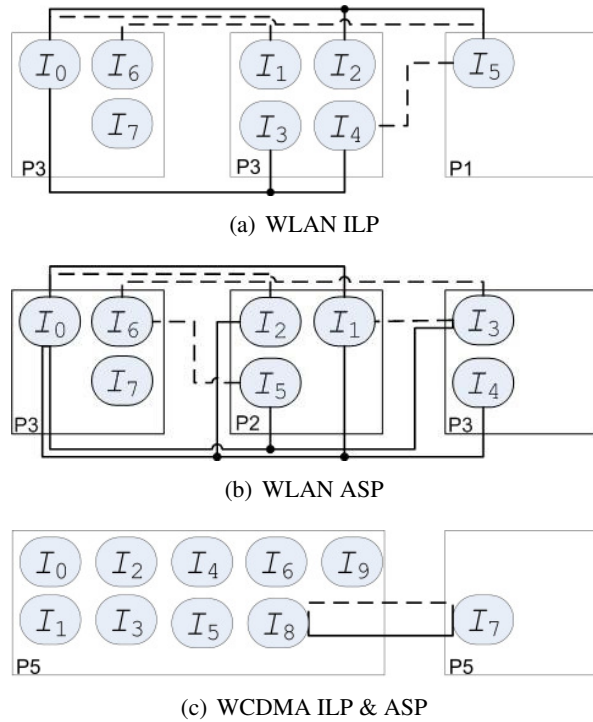 I0 I6 I1 I2 I5
I7 I3 I4
P3 P3 P1
(a) WLAN ILP
I0 I6 I2 I1 I3
I7 I5 I4
P3 P2 P3
(b) WLAN ASP
I0 I2 I4 I6 I9
I1 I3 I5 I8 I7
P5 P5
(c) WCDMA ILP & ASP